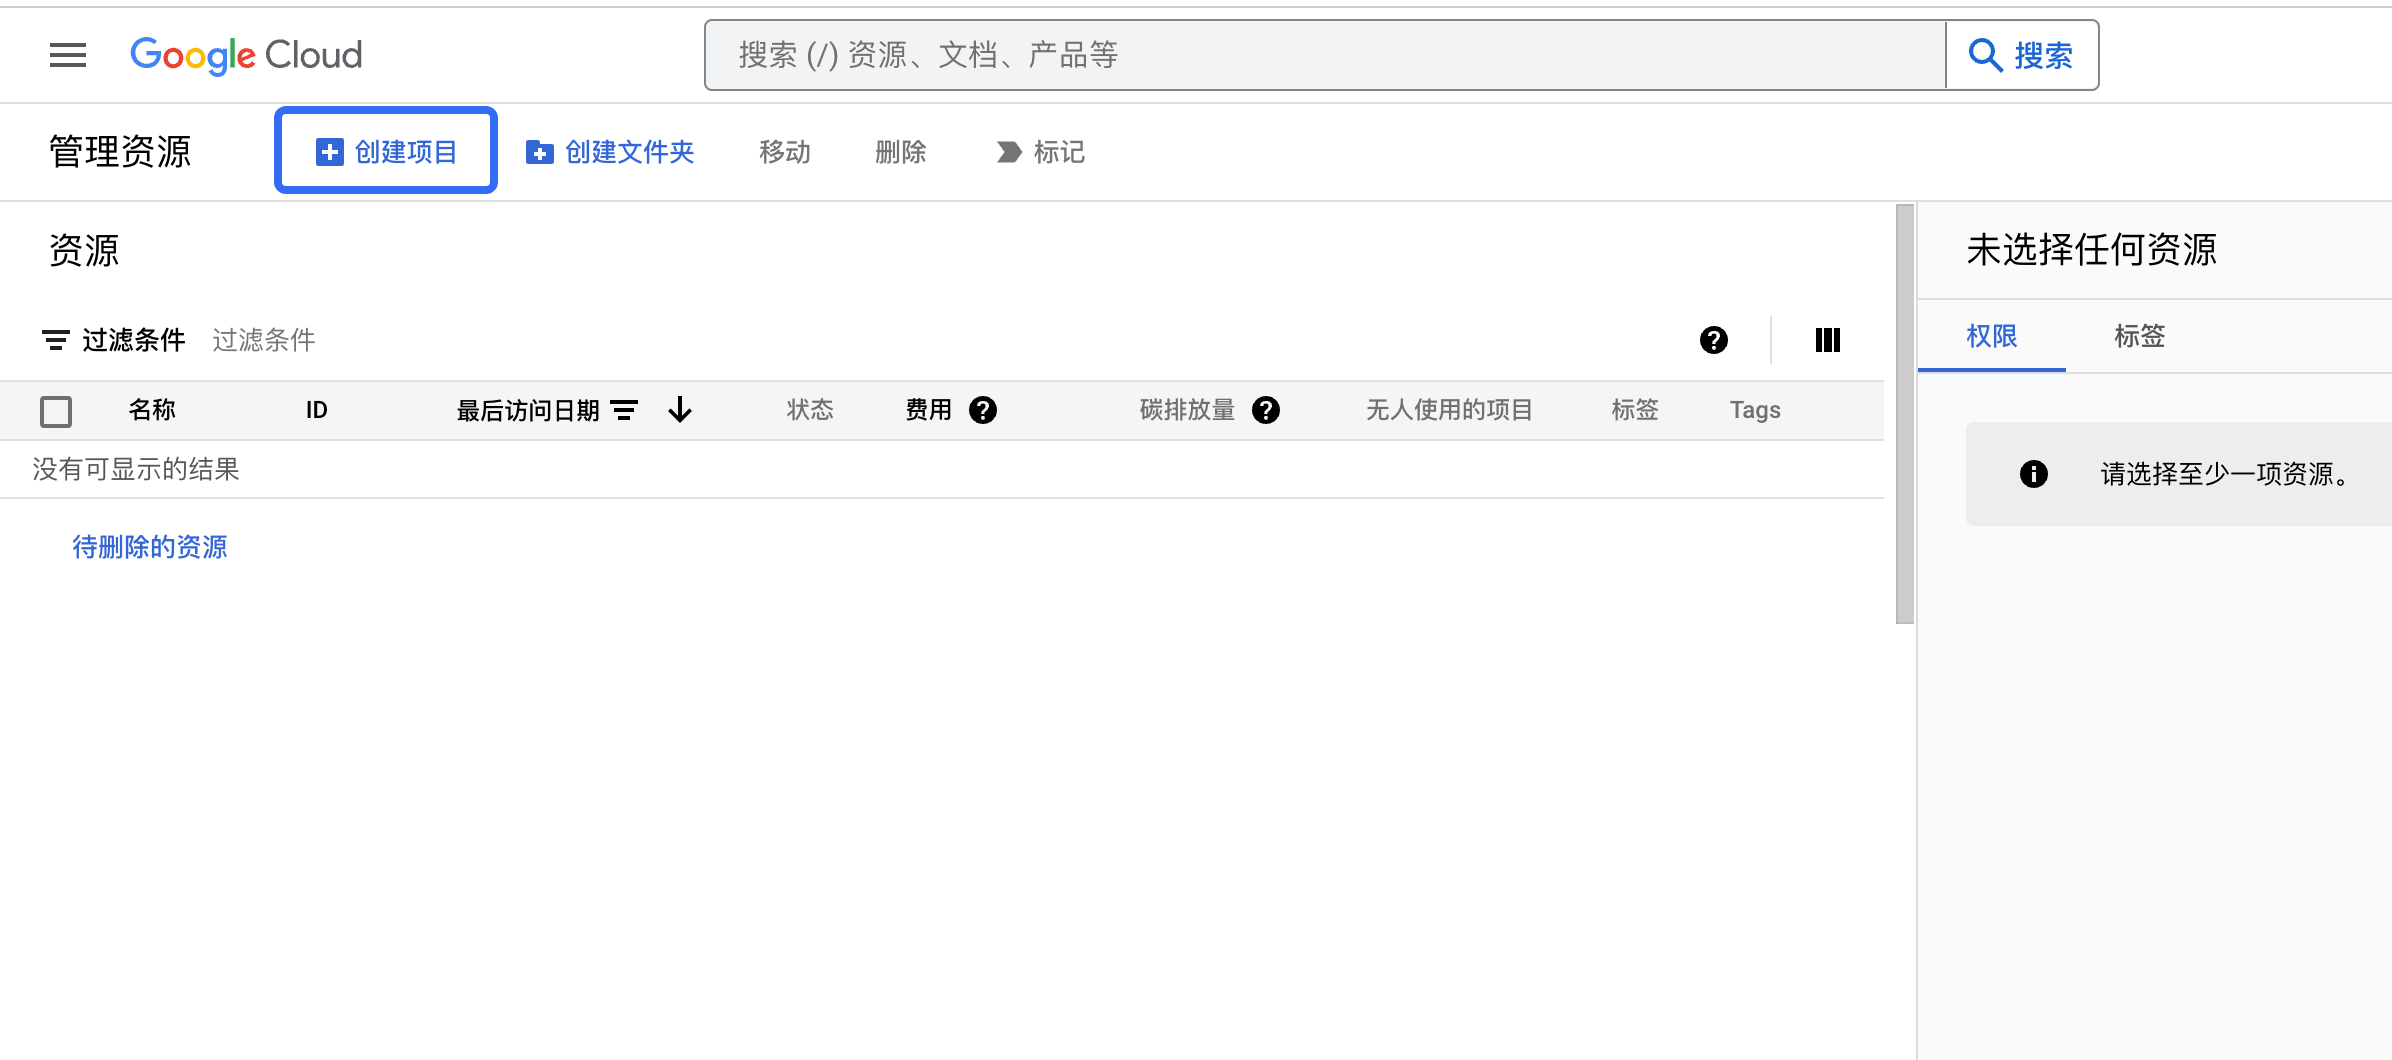 Google Cloud
搜索 (/) 资源、文档、产品等
搜索
管理资源
创建项目
创建文件夹
移动
删除
标记
资源
未选择任何资源
过滤条件 过滤条件
权限
标签
名称 ID 最后访问日期 状态 费用 碳排放量 无人使用的项目 标签 Tags
没有可显示的结果
请选择至少一项资源。
待删除的资源